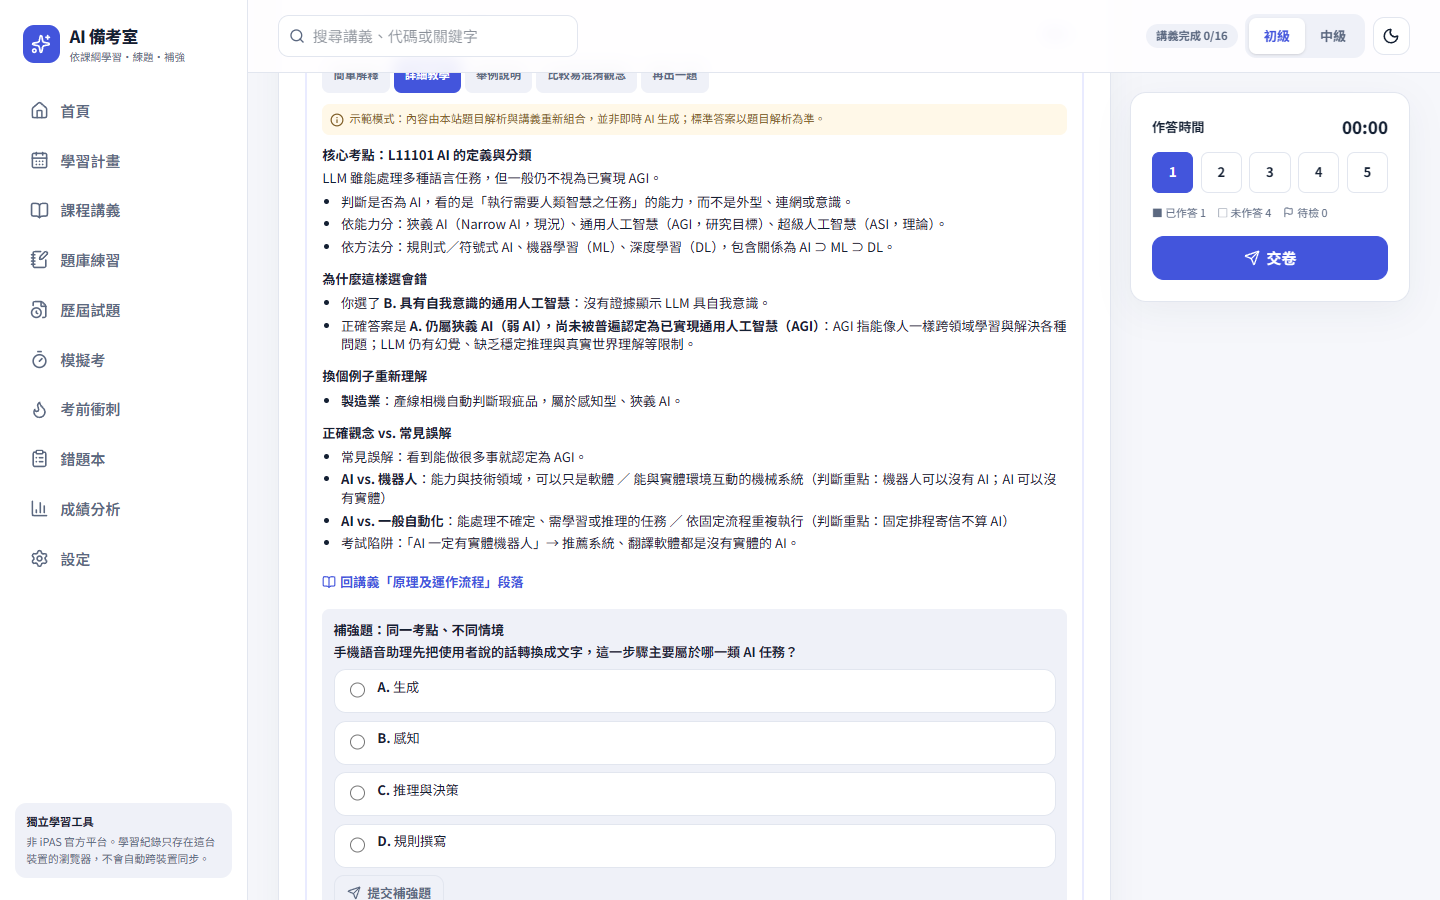 AI 備考室
依課綱學習・練題・補強
首頁
學習計畫
課程講義
題庫練習
歷屆試題
模擬考
考前衝刺
錯題本
成績分析
設定
獨立學習工具
非 iPAS 官方平台。學習紀錄只存在這台
裝置的瀏覽器，不會自動跨裝置同步。
搜尋講義、代碼或關鍵字
講義完成 0/16
初級
中級
簡單解釋
詳細教學
舉例說明
比較易混淆觀念
再出一題
示範模式：內容由本站題目解析與講義重新組合，並非即時 AI 生成；標準答案以題目解析為準。
核心考點：L11101 AI 的定義與分類
LLM 雖能處理多種語言任務，但一般仍不視為已實現 AGI。
判斷是否為 AI，看的是「執行需要人類智慧之任務」的能力，而不是外型、連網或意識。
依能力分：狹義 AI（Narrow AI，現況）、通用人工智慧（AGI，研究目標）、超級人工智慧（ASI，理論）。
依方法分：規則式／符號式 AI、機器學習（ML）、深度學習（DL），包含關係為 AI ⊃ ML ⊃ DL。
為什麼這樣選會錯
你選了 B. 具有自我意識的通用人工智慧：沒有證據顯示 LLM 具自我意識。
正確答案是 A. 仍屬狹義 AI（弱 AI），尚未被普遍認定為已實現通用人工智慧（AGI）：AGI 指能像人一樣跨領域學習與解決各種
問題；LLM 仍有幻覺、缺乏穩定推理與真實世界理解等限制。
換個例子重新理解
製造業：產線相機自動判斷瑕疵品，屬於感知型、狹義 AI。
正確觀念 vs. 常見誤解
常見誤解：看到能做很多事就認定為 AGI。
AI vs. 機器人：能力與技術領域，可以只是軟體 ／ 能與實體環境互動的機械系統（判斷重點：機器人可以沒有 AI；AI 可以沒
有實體）
AI vs. 一般自動化：能處理不確定、需學習或推理的任務 ／ 依固定流程重複執行（判斷重點：固定排程寄信不算 AI）
考試陷阱：「AI 一定有實體機器人」→ 推薦系統、翻譯軟體都是沒有實體的 AI。
回講義「原理及運作流程」段落
補強題：同一考點、不同情境
手機語音助理先把使用者說的話轉換成文字，這一步驟主要屬於哪一類 AI 任務？
A. 生成
B. 感知
C. 推理與決策
D. 規則撰寫
提交補強題
作答時間
00:00
1
2
3
4
5
已作答 1
未作答 4
待檢 0
交卷